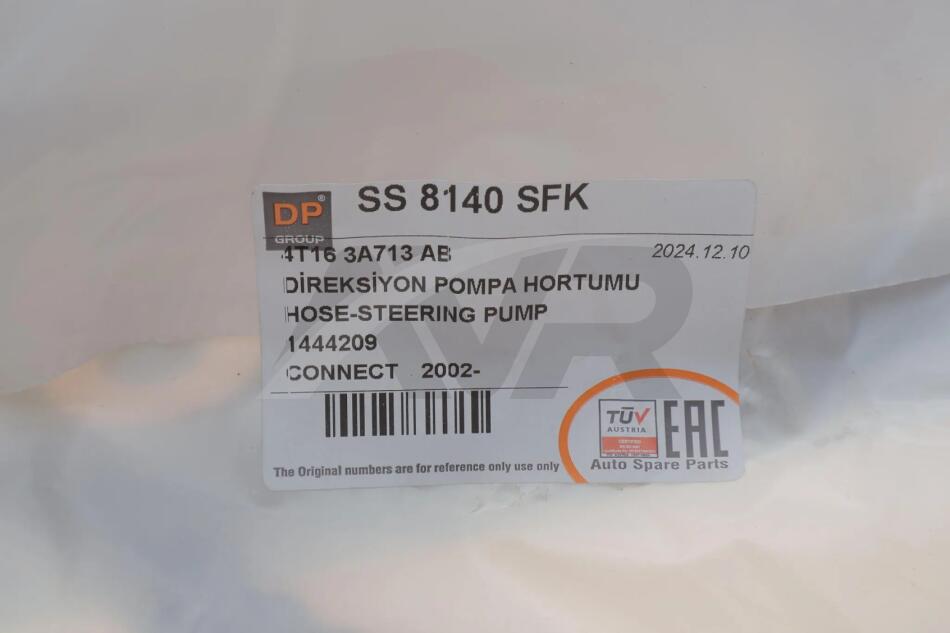 DP®
GROUP
SS 8140 SFK
4T16 3A713 AB
2024.12.10
DİREKSİYON POMPA HORTUMU
HOSE-STEERING PUMP
1444209
CONNECT 2002-
AVR
TÜV
AUSTRIA
EAC
Auto Spare Parts
The Original numbers are for reference only use only